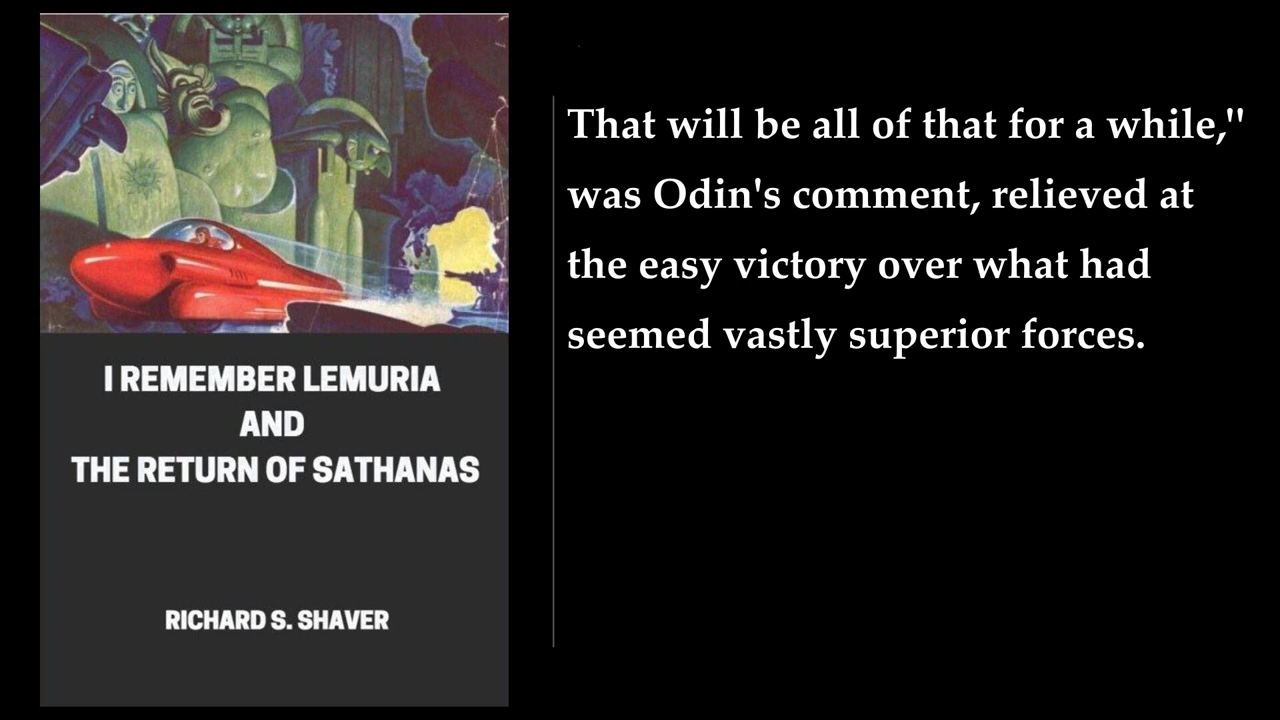 I REMEMBER LEMURIA
AND
THE RETURN OF SATHANAS
RICHARD S. SHAVER
That will be all of that for a while,"
was Odin's comment, relieved at
the easy victory over what had
seemed vastly superior forces.